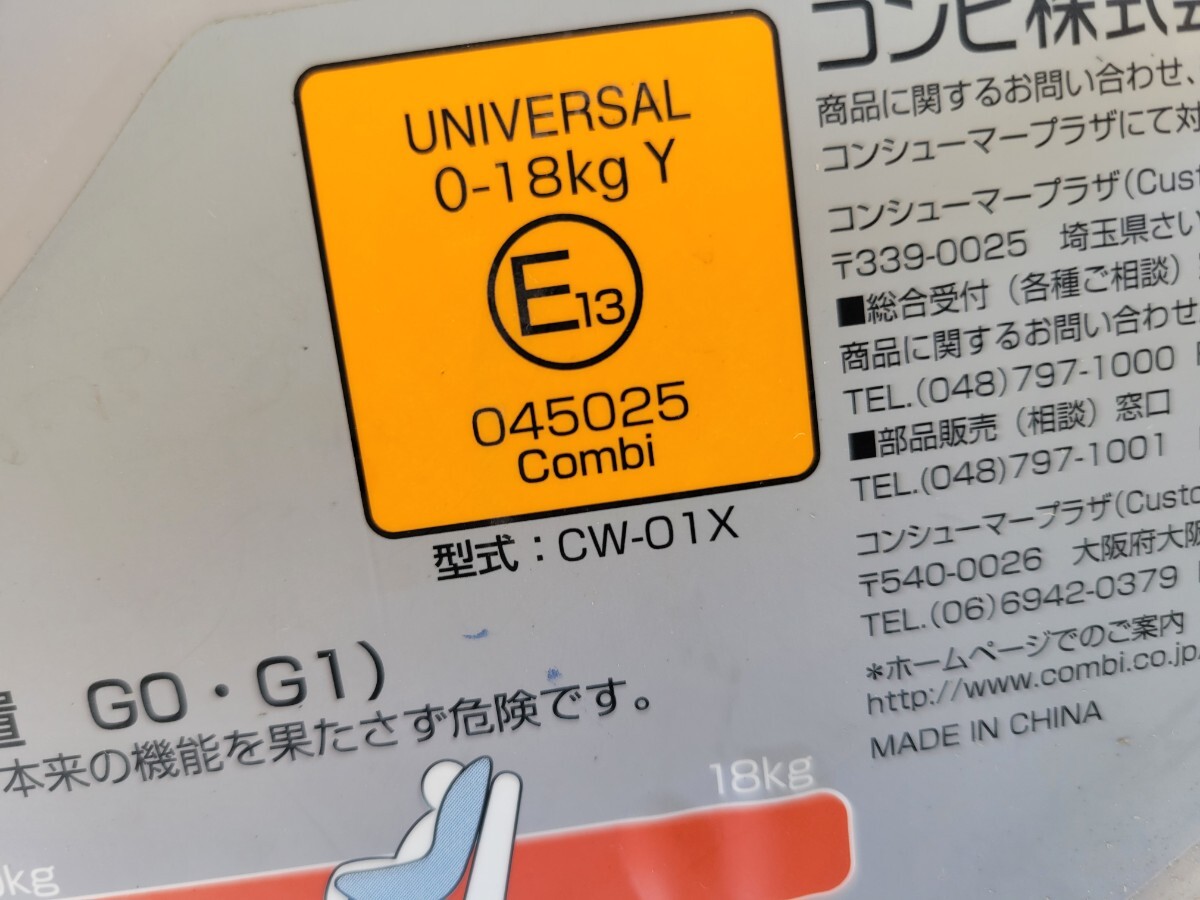 UNIVERSAL
0-18kg Y
E13
045025
Combi
型式：CW-01X
コンビ株式会
商品に関するお問い合わせ、
コンシューマープラザにて対
コンシューマープラザ(Cust
〒339-0025 埼玉県さい
■総合受付（各種ご相談）
商品に関するお問い合わせ
TEL.(048)797-1000
■部品販売（相談）窓口
TEL.(048)797-1001
コンシューマープラザ(Custo
〒540-0026 大阪府大阪
TEL.(06)6942-0379
*ホームページでのご案内
http://www.combi.co.jp/
MADE IN CHINA
G0・G1)
本来の機能を果たさず危険です。
18kg
kg